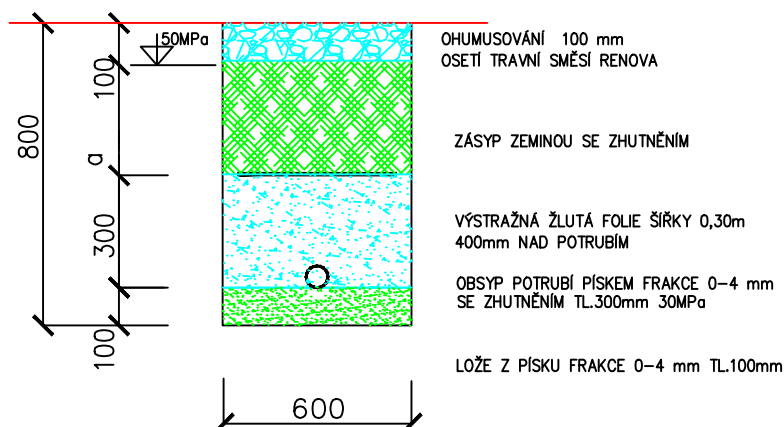 50MPa
OHUMUSOVÁNÍ 100 mm
OSETÍ TRAVNÍ SMĚSÍ RENOVA
100
800
a
ZÁSYP ZEMINOU SE ZHUTNĚNÍM
300
VÝSTRAŽNÁ ŽLUTÁ FOLIE ŠÍŘKY 0,30m
400mm NAD POTRUBÍM
OBSYP POTRUBÍ PÍSKEM FRAKCE 0-4 mm
SE ZHUTNĚNÍM TL.300mm 30MPa
100
LOŽE Z PÍSKU FRAKCE 0-4 mm TL.100mm
600